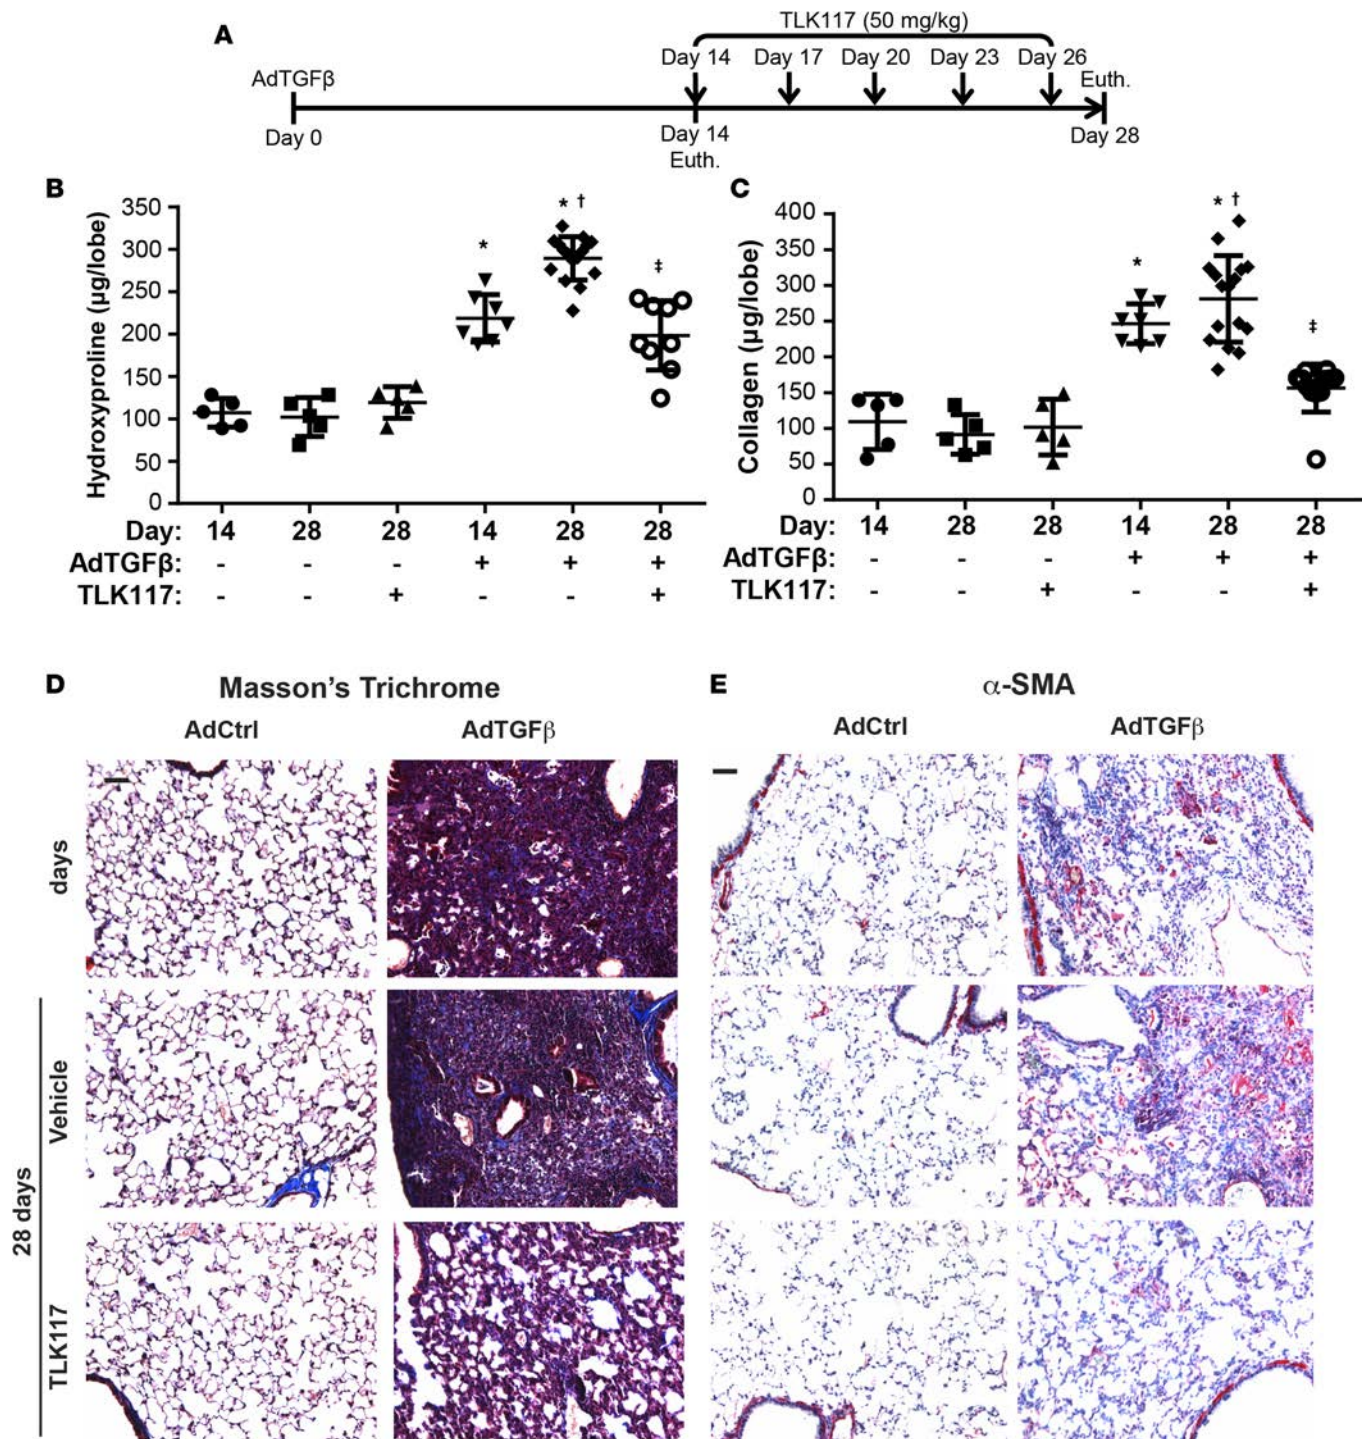 A
TLK117 (50 mg/kg)
Day 14 Day 17 Day 20 Day 23 Day 26
AdTGFβ
Euth.
Day 0
Day 14
Euth.
Day 28
B
Hydroxyproline (µg/lobe)
350
300
250
200
150
100
50
0
*
* †
‡
Day: 14 28 28 14 28 28
AdTGFβ: - - - + + +
TLK117: - - + - - +
C
Collagen (µg/lobe)
400
350
300
250
200
150
100
50
0
*
* †
‡
Day: 14 28 28 14 28 28
AdTGFβ: - - - + + +
TLK117: - - + - - +
D
Masson's Trichrome
AdCtrl AdTGFβ
days
28 days
Vehicle
TLK117
E
α-SMA
AdCtrl AdTGFβ